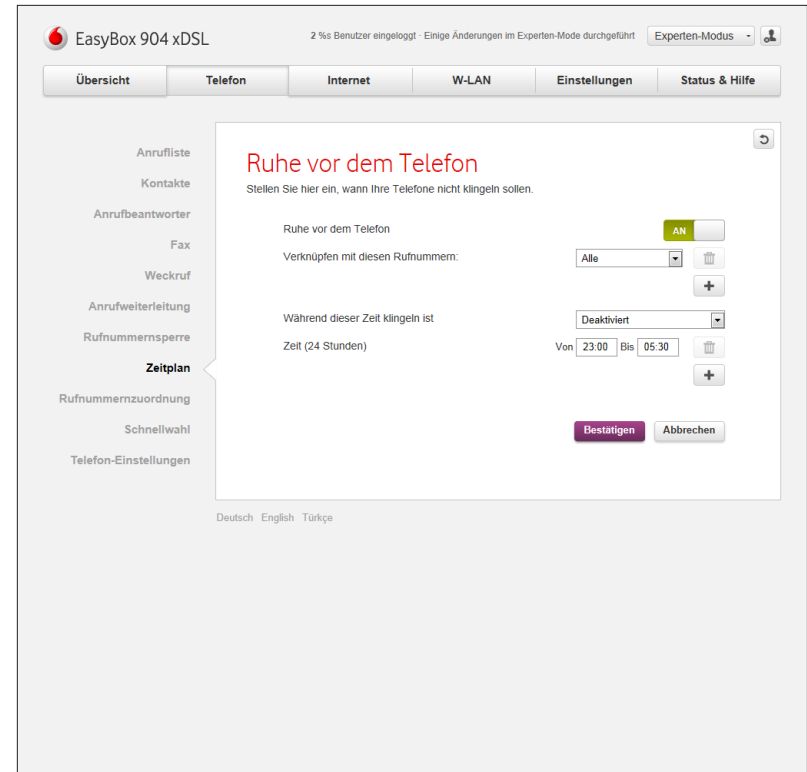 EasyBox 904 xDSL
2 %s Benutzer eingeloggt · Einige Änderungen im Experten-Mode durchgeführt
Experten-Modus
Übersicht Telefon Internet W-LAN Einstellungen Status & Hilfe
Anrufliste
Kontakte
Anrufbeantworter
Fax
Weckruf
Anrufweiterleitung
Rufnummernsperre
Zeitplan
Rufnummernzuordnung
Schnellwahl
Telefon-Einstellungen
Ruhe vor dem Telefon
Stellen Sie hier ein, wann Ihre Telefone nicht klingeln sollen.
Ruhe vor dem Telefon AN
Verknüpfen mit diesen Rufnummern: Alle
+
Während dieser Zeit klingeln ist Deaktiviert
Zeit (24 Stunden) Von 23:00 Bis 05:30
+
Bestätigen Abbrechen
Deutsch English Türkçe